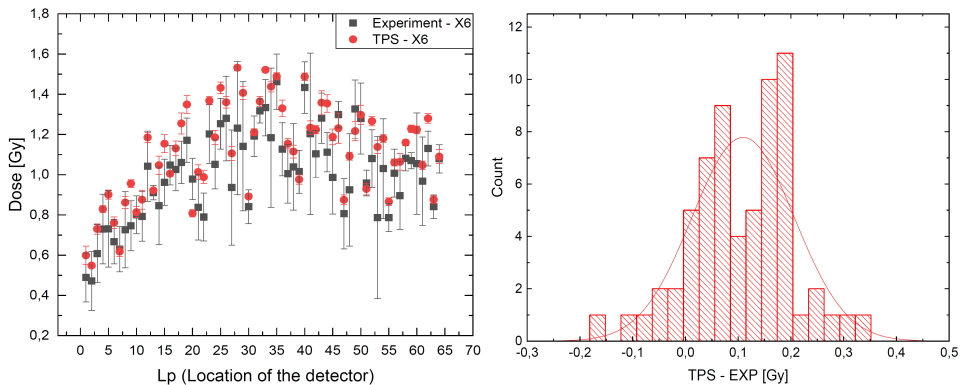 Experiment - X6
TPS - X6
1,8
1,6
1,4
1,2
1,0
0,8
0,6
0,4
0,2
Dose [Gy]
0 5 10 15 20 25 30 35 40 45 50 55 60 65 70
Lp (Location of the detector)
12
10
8
6
4
2
0
Count
-0,3 -0,2 -0,1 0,0 0,1 0,2 0,3 0,4 0,5
TPS - EXP [Gy]